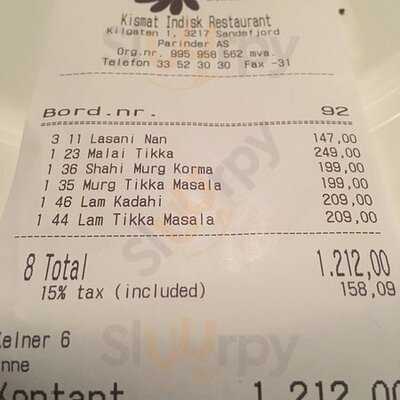 Kismat Indisk Restaurant
Kilgaten 1, 3217 Sandefjord
Parinder AS
Org.nr. 995 958 562 mva.
Telefon 33 52 30 30 Fax -31
Bord.nr. 92
3 11 Lasani Nan 147,00
1 23 Malai Tikka 249,00
1 36 Shahi Murg Korma 199,00
1 35 Murg Tikka Masala 199,00
1 46 Lam Kadahi 209,00
1 44 Lam Tikka Masala 209,00
8 Total 1.212,00
15% tax (included) 158,09
Kelner 6
nne
Kontant 1.212,00
Slurrpy
Slurrpy